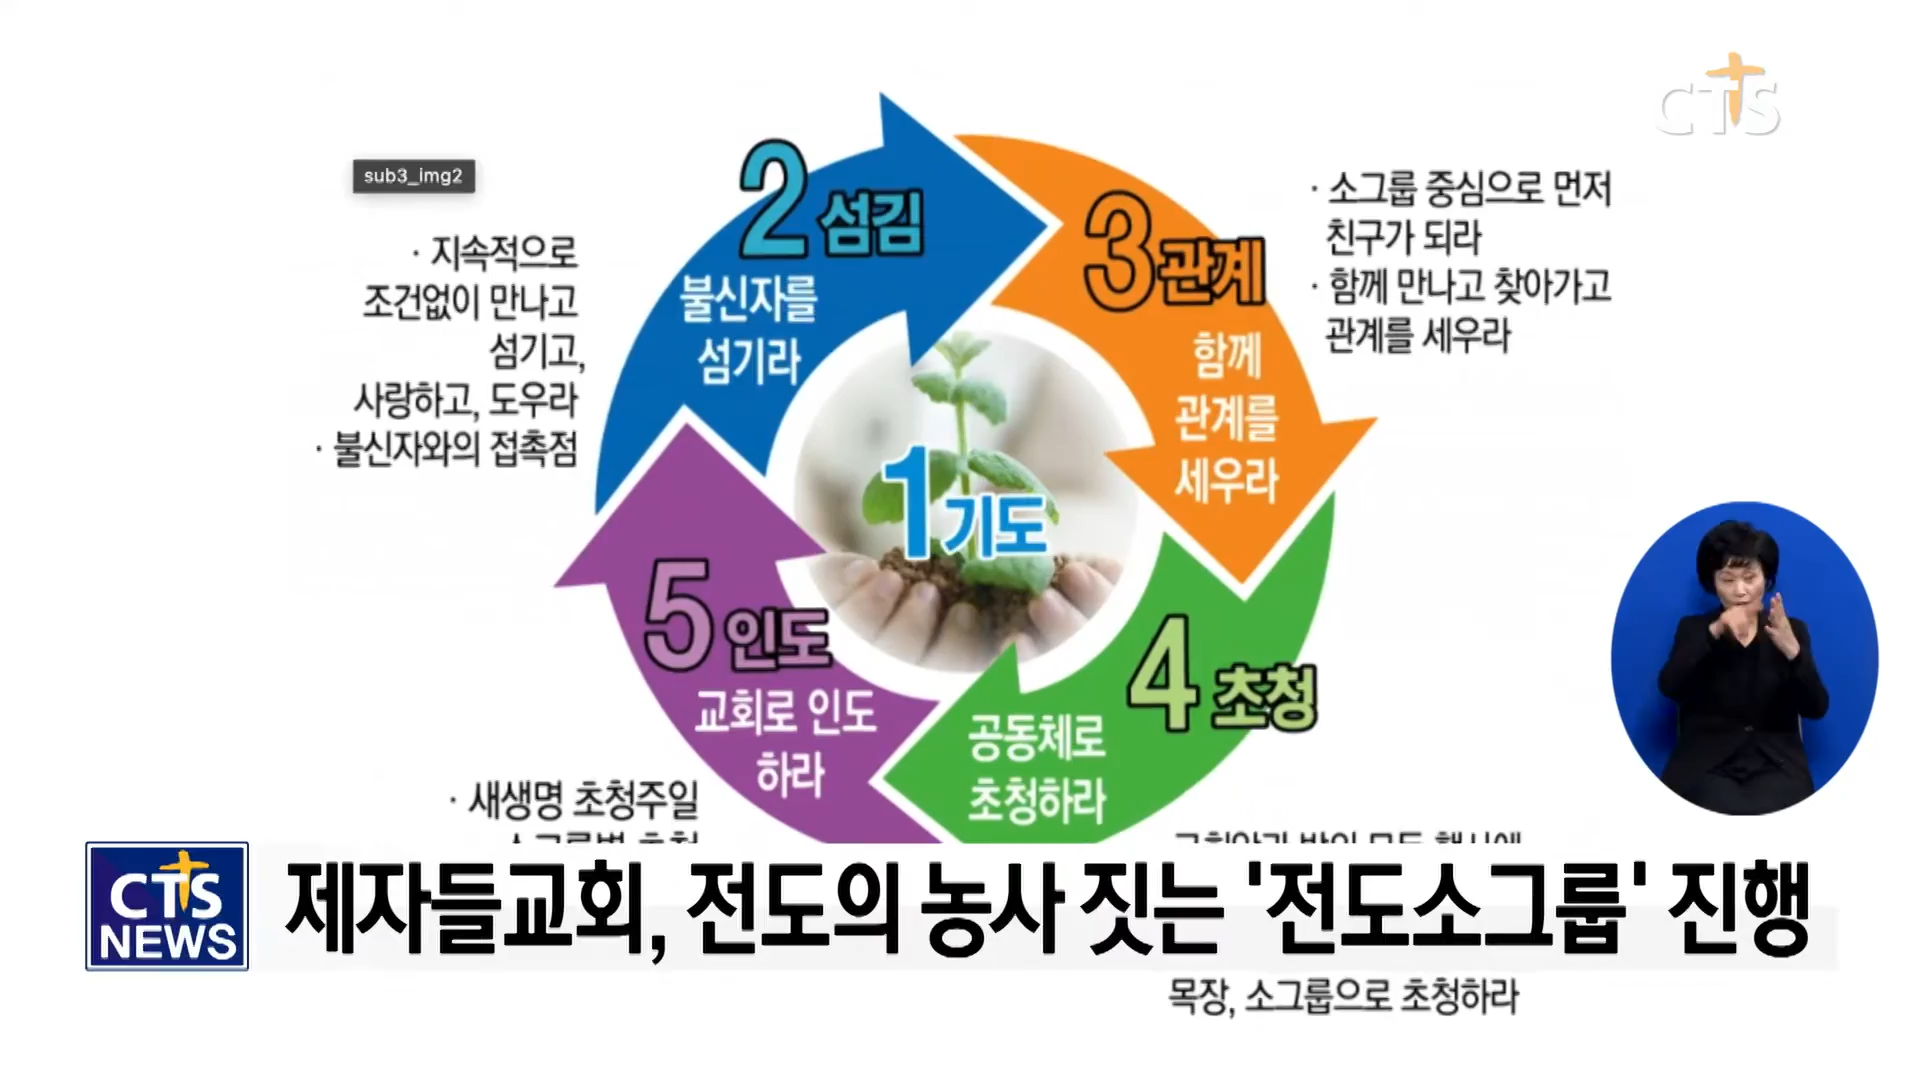 CTS
sub3_img2
2 섬김
불신자를
섬기라
· 지속적으로
조건없이 만나고
섬기고,
사랑하고, 도우라
· 불신자와의 접촉점
3 관계
함께
관계를
세우라
· 소그룹 중심으로 먼저
친구가 되라
· 함께 만나고 찾아가고
관계를 세우라
1 기도
5 인도
교회로 인도
하라
4 초청
공동체로
초청하라
· 새생명 초청주일
CTS
NEWS
제자들교회, 전도의 농사 짓는 '전도소그룹' 진행
목장, 소그룹으로 초청하라